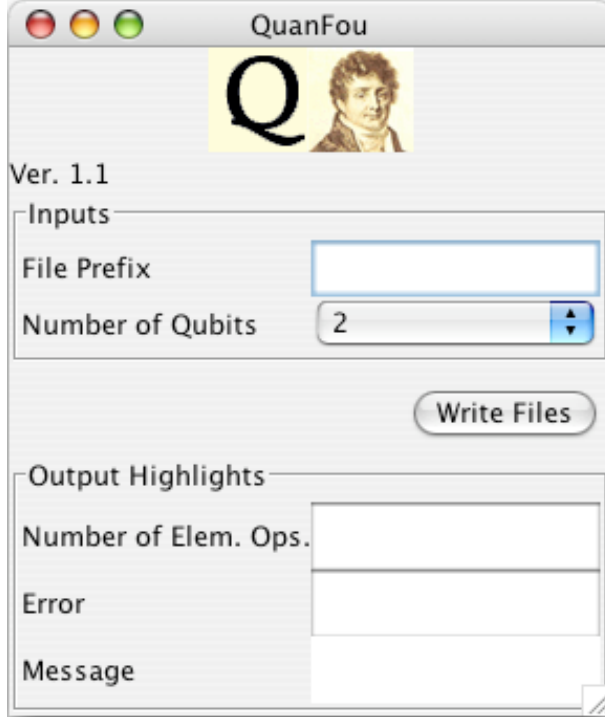 QuanFou
Q
Ver. 1.1
Inputs
File Prefix
Number of Qubits 2
Write Files
Output Highlights
Number of Elem. Ops.
Error
Message